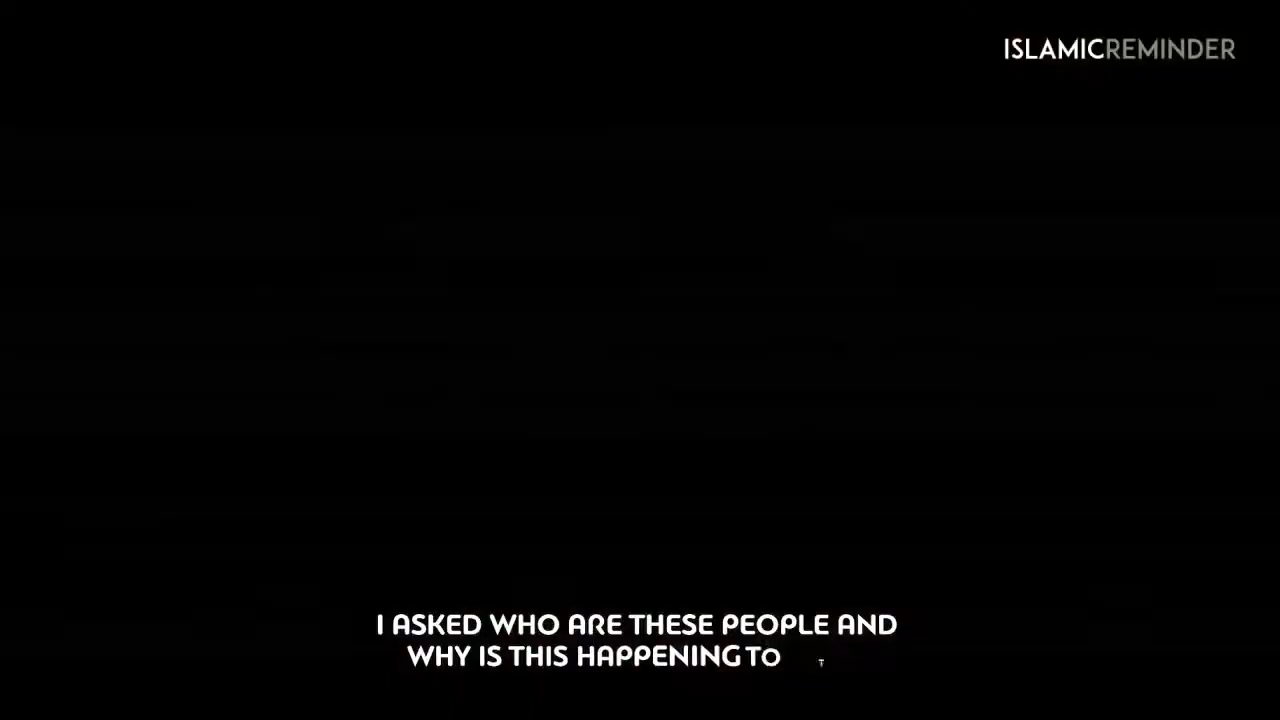 ISLAMICREMINDER
I ASKED WHO ARE THESE PEOPLE AND
WHY IS THIS HAPPENING TO T